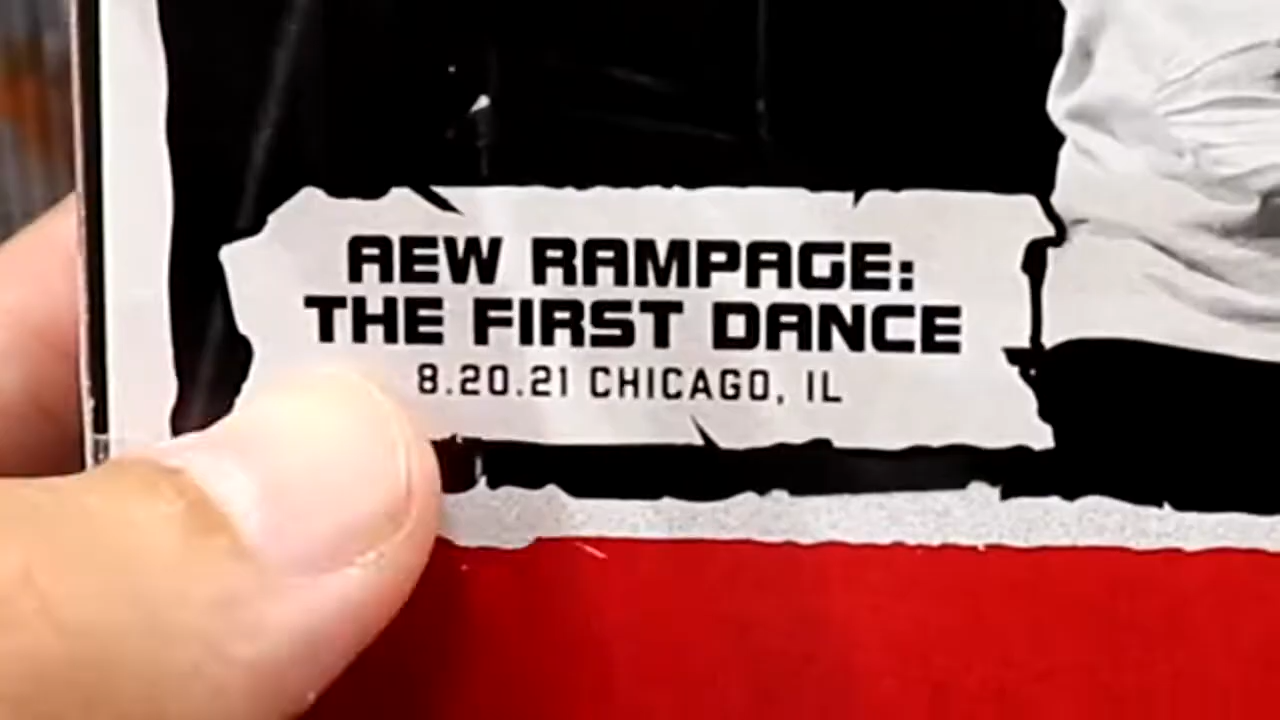 AEW RAMPAGE:
THE FIRST DANCE
8.20.21 CHICAGO, IL